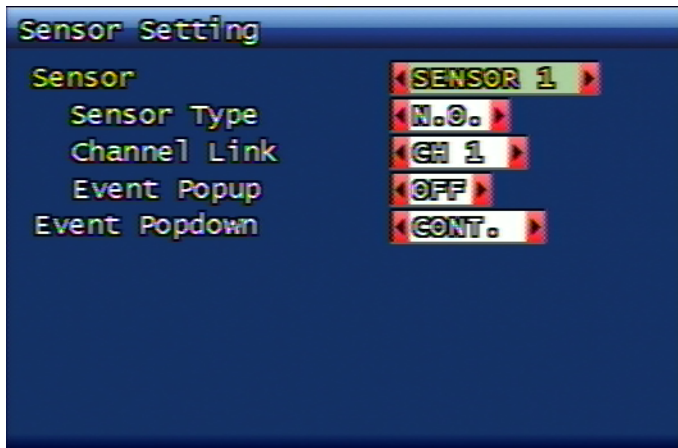 Sensor Setting
Sensor SENSOR 1
Sensor Type N.O.
Channel Link CH 1
Event Popup OFF
Event Popdown CONT.